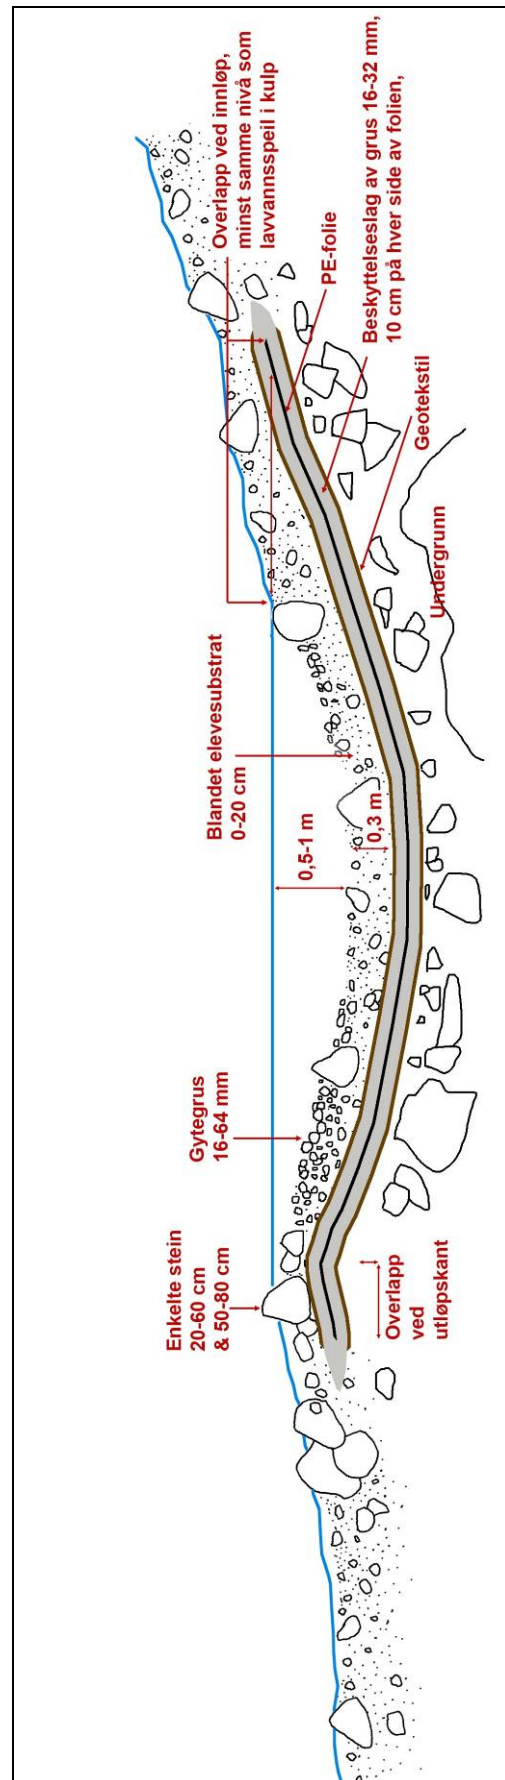 Enkelte stein
20-60 cm
& 50-80 cm
Gytegrus
16-64 mm
Blandet elevesubstrat
0-20 cm
Overlapp ved innløp,
minst samme nivå som
lavvannsspeil i kulp
0,5-1 m
0,3 m
PE-folie
Beskyttelseslag av grus 16-32 mm,
10 cm på hver side av folien,
Geotekstil
Undergrunn
Overlapp
ved
utløpskant